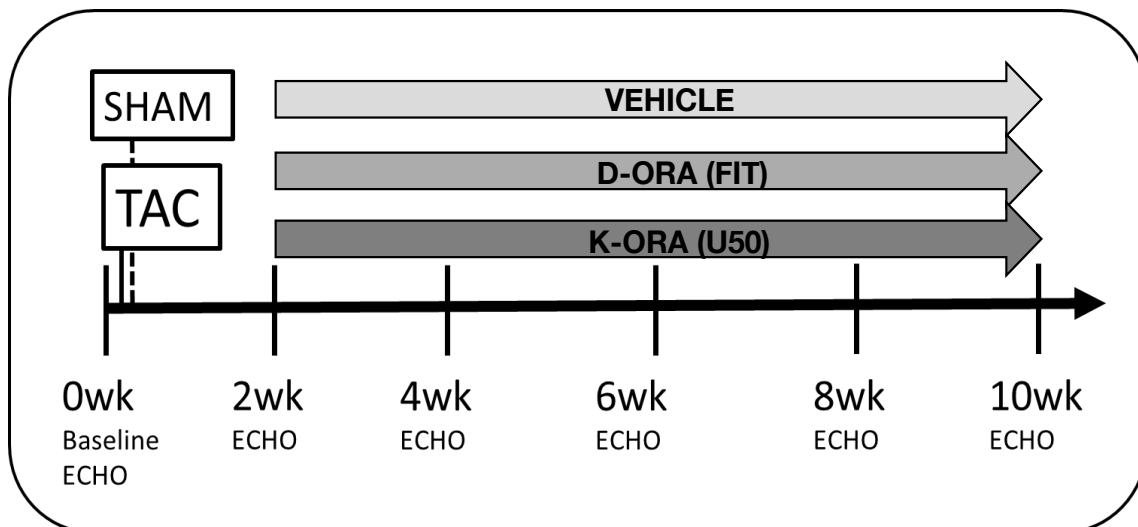 SHAM
VEHICLE
TAC
D-ORA (FIT)
K-ORA (U50)
0wk
Baseline
ECHO
2wk
ECHO
4wk
ECHO
6wk
ECHO
8wk
ECHO
10wk
ECHO